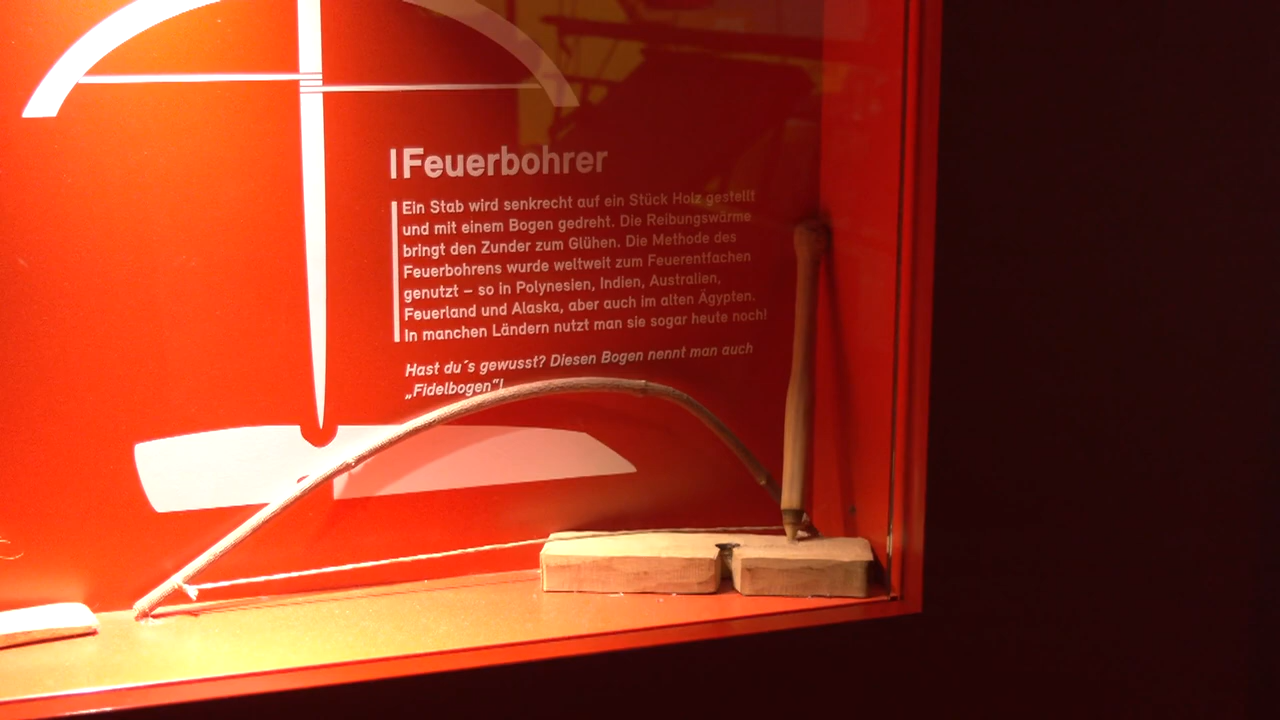 Feuerbohrer
Ein Stab wird senkrecht auf ein Stück Holz gestellt
und mit einem Bogen gedreht. Die Reibungswärme
bringt den Zunder zum Glühen. Die Methode des
Feuerbohrens wurde weltweit zum Feuerentfachen
genutzt – so in Polynesien, Indien, Australien,
Feuerland und Alaska, aber auch im alten Ägypten.
In manchen Ländern nutzt man sie sogar heute noch!
Hast du´s gewusst? Diesen Bogen nennt man auch
„Fidelbogen“!